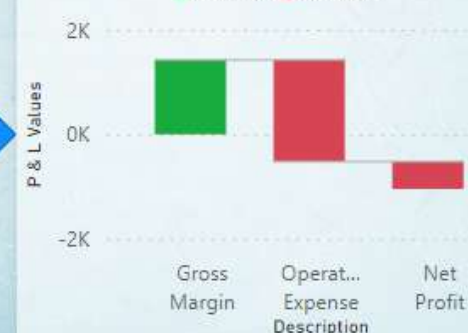 2K
0K
-2K
P & L Values
Gross Operat... Net
Margin Expense Profit
Description